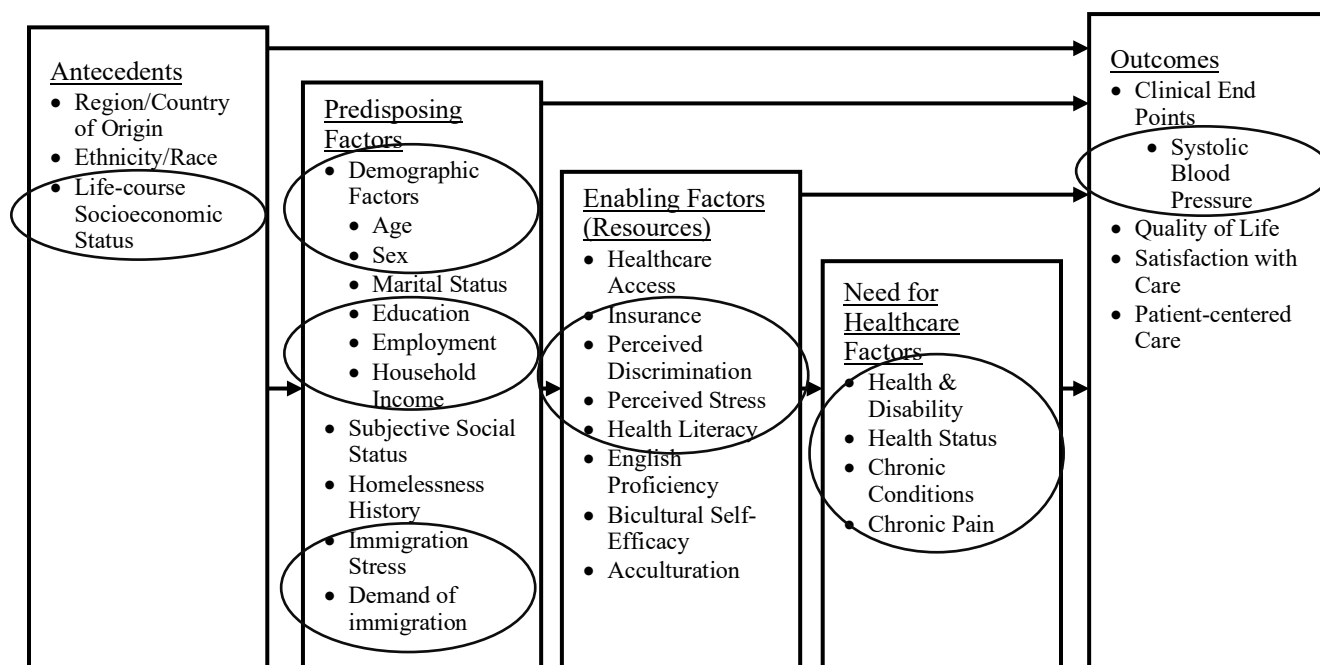 Antecedents
• Region/Country
of Origin
• Ethnicity/Race
• Life-course
Socioeconomic
Status
Predisposing
Factors
• Demographic
Factors
• Age
• Sex
• Marital Status
• Education
• Employment
• Household
Income
• Subjective Social
Status
• Homelessness
History
• Immigration
Stress
• Demand of
immigration
Enabling Factors
(Resources)
• Healthcare
Access
• Insurance
• Perceived
Discrimination
• Perceived Stress
• Health Literacy
• English
Proficiency
• Bicultural Self-
Efficacy
• Acculturation
Need for
Healthcare
Factors
• Health &
Disability
• Health Status
• Chronic
Conditions
• Chronic Pain
Outcomes
• Clinical End
Points
• Systolic
Blood
Pressure
• Quality of Life
• Satisfaction with
Care
• Patient-centered
Care